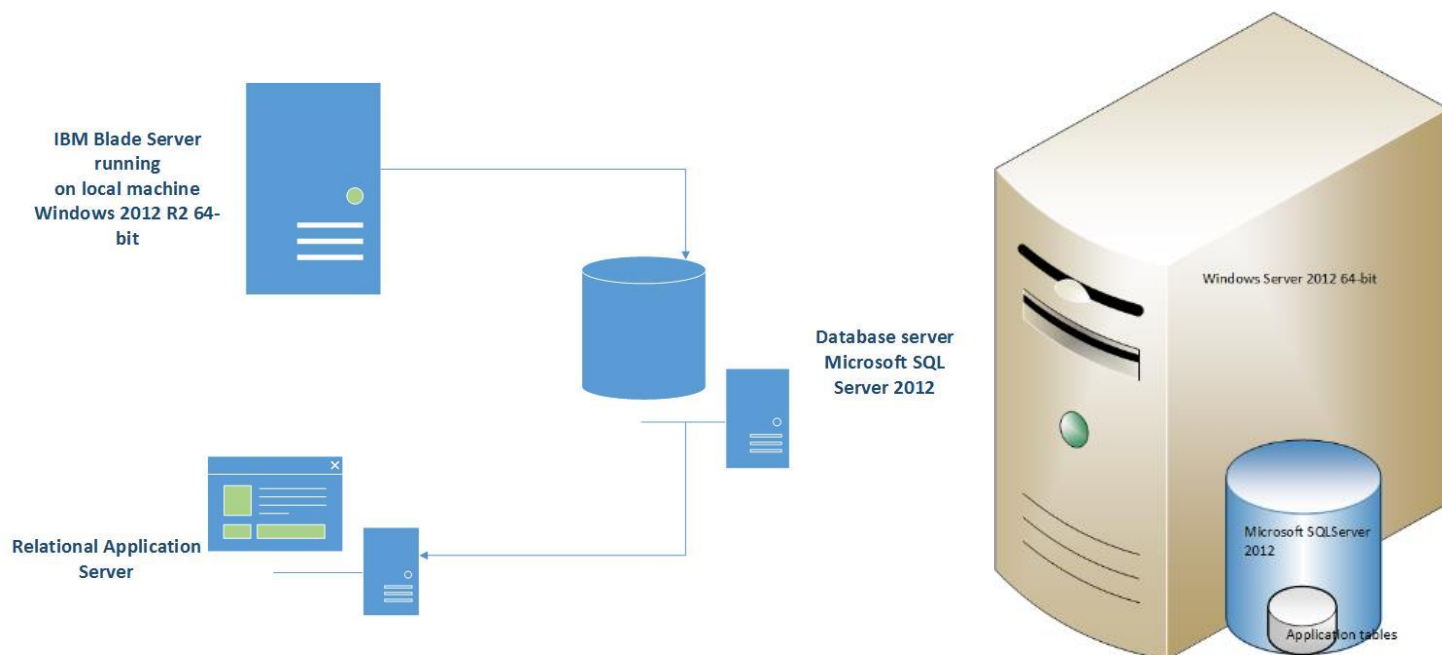 IBM Blade Server
running
on local machine
Windows 2012 R2 64-
bit
Database server
Microsoft SQL
Server 2012
Relational Application
Server
Windows Server 2012 64-bit
Microsoft SQLServer
2012
Application tables